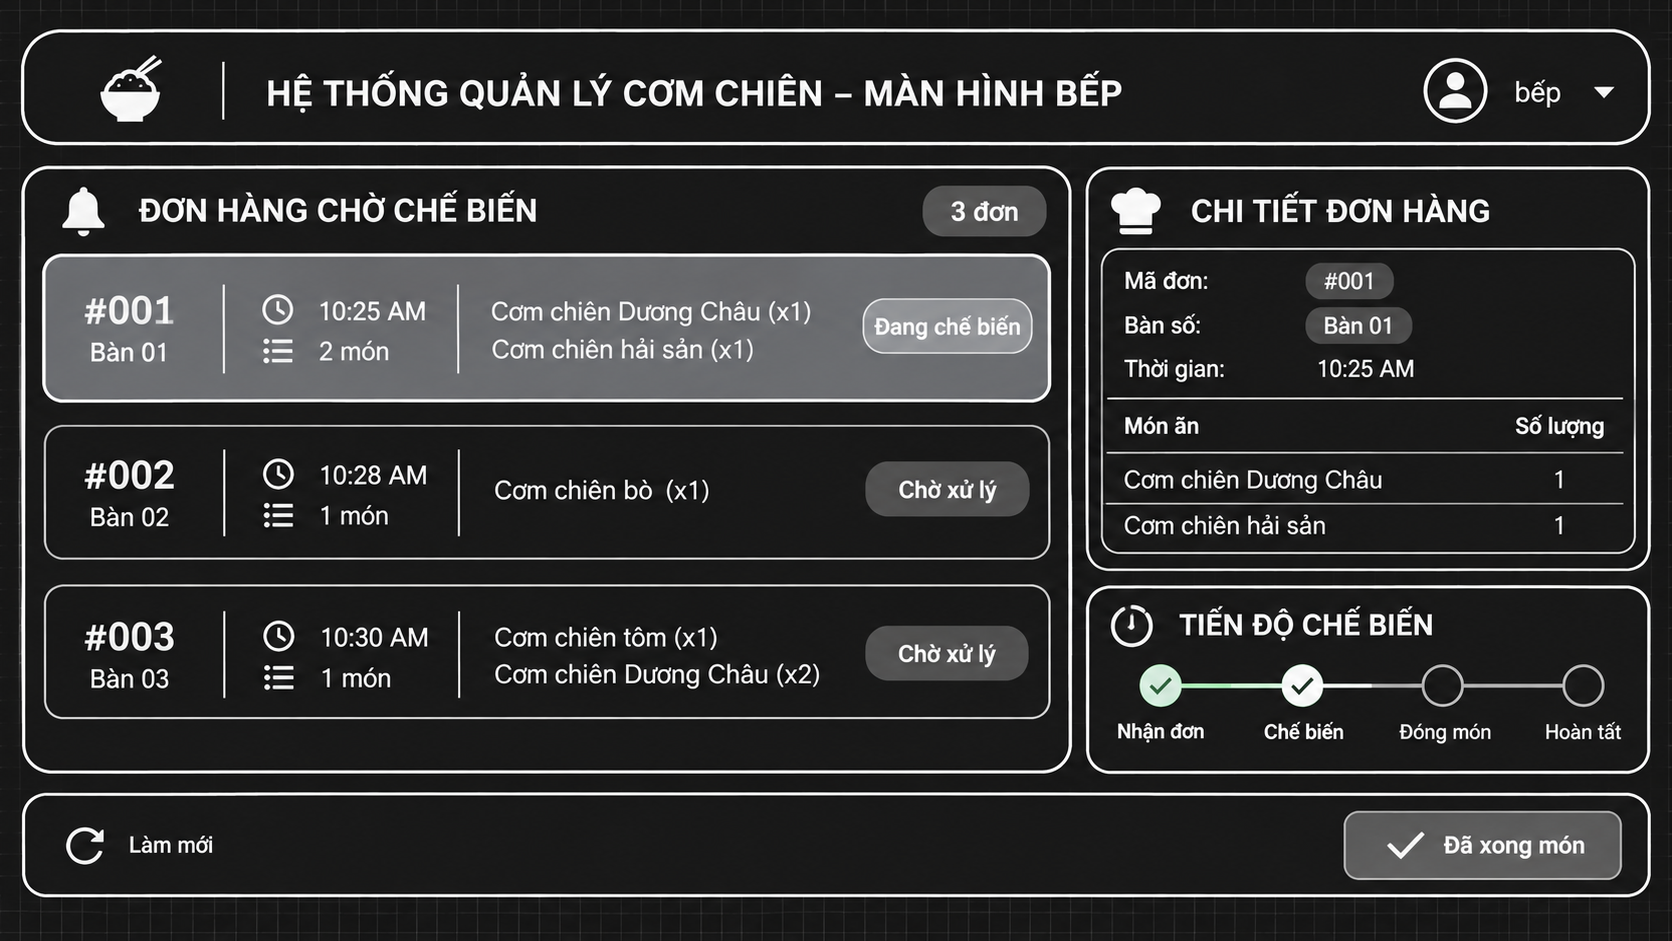 HỆ THỐNG QUẢN LÝ CƠM CHIÊN – MÀN HÌNH BẾP
bếp
ĐƠN HÀNG CHỜ CHẾ BIẾN
3 đơn
#001
Bàn 01
10:25 AM
2 món
Cơm chiên Dương Châu (x1)
Cơm chiên hải sản (x1)
Đang chế biến
#002
Bàn 02
10:28 AM
1 món
Cơm chiên bò (x1)
Chờ xử lý
#003
Bàn 03
10:30 AM
1 món
Cơm chiên tôm (x1)
Cơm chiên Dương Châu (x2)
Chờ xử lý
CHI TIẾT ĐƠN HÀNG
Mã đơn: #001
Bàn số: Bàn 01
Thời gian: 10:25 AM
Món ăn Số lượng
Cơm chiên Dương Châu 1
Cơm chiên hải sản 1
TIẾN ĐỘ CHẾ BIẾN
Nhận đơn Chế biến Đóng món Hoàn tất
Làm mới
Đã xong món